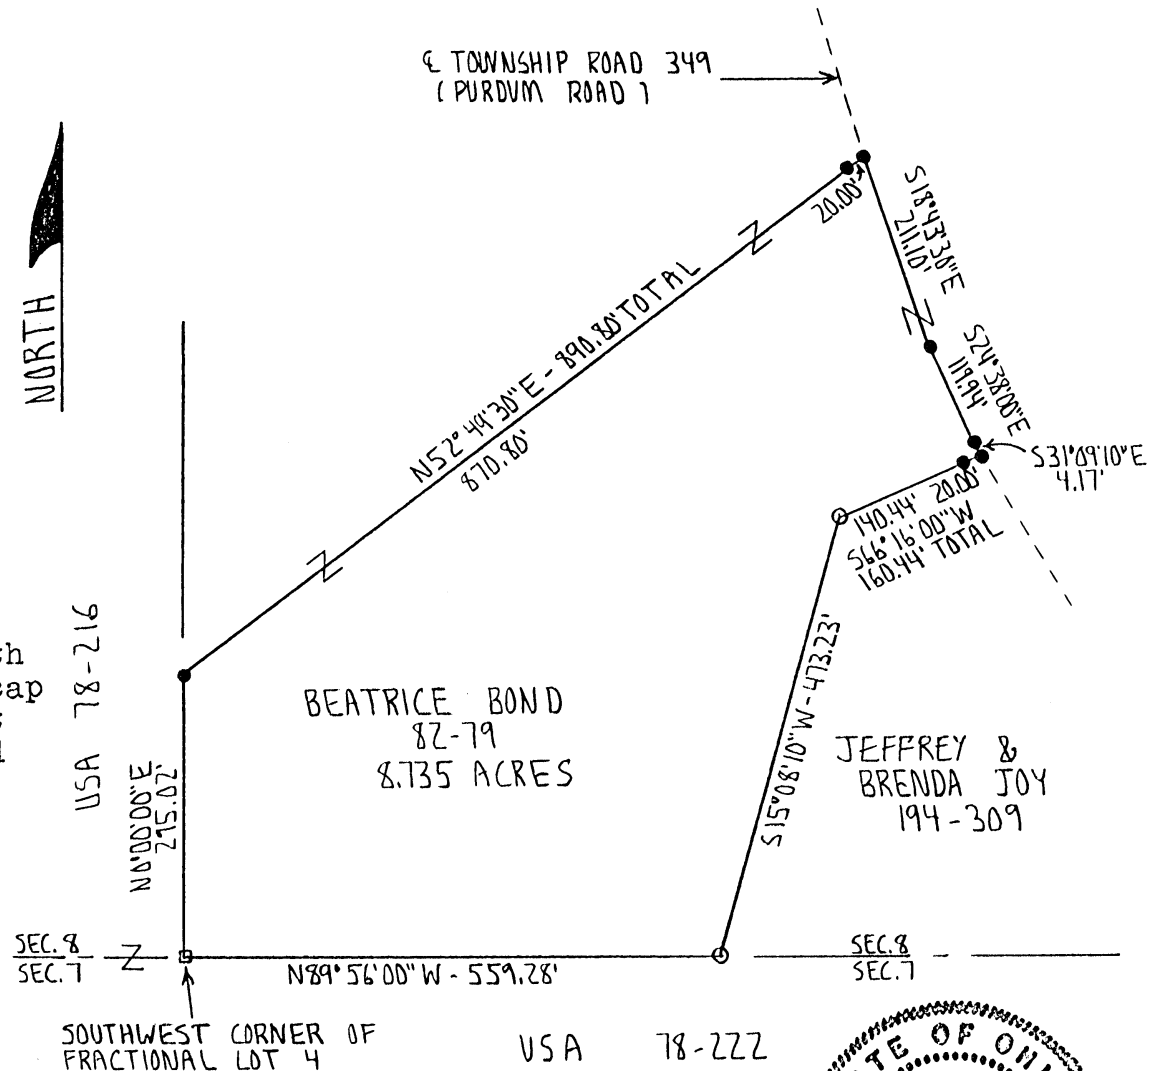 ℄ TOWNSHIP ROAD 349
(PURDUM ROAD)
NORTH
20.00'
S18°43'30"E
211.10'
N52°49'30"E - 890.80' TOTAL
870.80'
S24°38'00"E
119.94'
S31°09'10"E
4.17'
140.44' 20.00'
S66°16'00"W
160.44' TOTAL
USA 78-216
BEATRICE BOND
82-79
8.735 ACRES
S15°08'10"W - 473.23'
JEFFREY &
BRENDA JOY
194-309
N0°00'00"E
295.02'
SEC. 8
SEC. 7
N89°56'00"W - 559.28'
SEC. 8
SEC. 7
SOUTHWEST CORNER OF
FRACTIONAL LOT 4
USA 78-222
OF